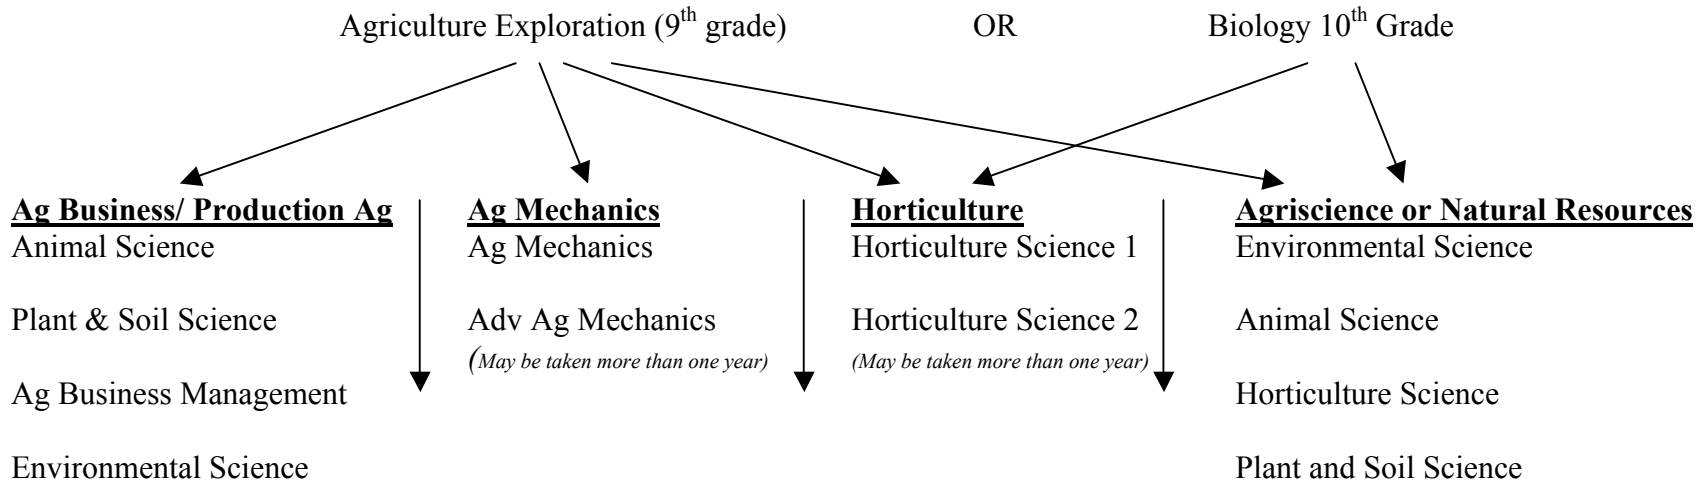 Agriculture Exploration (9th grade) OR Biology 10th Grade
Ag Business/ Production Ag
Animal Science
Plant & Soil Science
Ag Business Management
Environmental Science
Ag Mechanics
Ag Mechanics
Adv Ag Mechanics
(May be taken more than one year)
Horticulture
Horticulture Science 1
Horticulture Science 2
(May be taken more than one year)
Agriscience or Natural Resources
Environmental Science
Animal Science
Horticulture Science
Plant and Soil Science